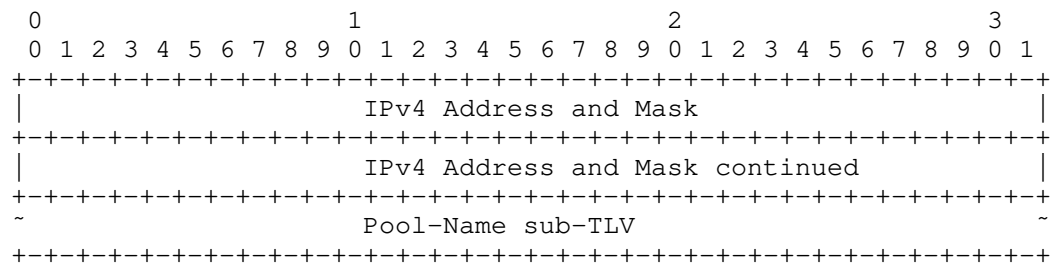 0                   1                   2                   3
 0 1 2 3 4 5 6 7 8 9 0 1 2 3 4 5 6 7 8 9 0 1 2 3 4 5 6 7 8 9 0 1
+-+-+-+-+-+-+-+-+-+-+-+-+-+-+-+-+-+-+-+-+-+-+-+-+-+-+-+-+-+-+-+-+
|                     IPv4 Address and Mask                     |
+-+-+-+-+-+-+-+-+-+-+-+-+-+-+-+-+-+-+-+-+-+-+-+-+-+-+-+-+-+-+-+-+
|                     IPv4 Address and Mask continued           |
+-+-+-+-+-+-+-+-+-+-+-+-+-+-+-+-+-+-+-+-+-+-+-+-+-+-+-+-+-+-+-+-+
~                     Pool-Name sub-TLV                         ~
+-+-+-+-+-+-+-+-+-+-+-+-+-+-+-+-+-+-+-+-+-+-+-+-+-+-+-+-+-+-+-+-+